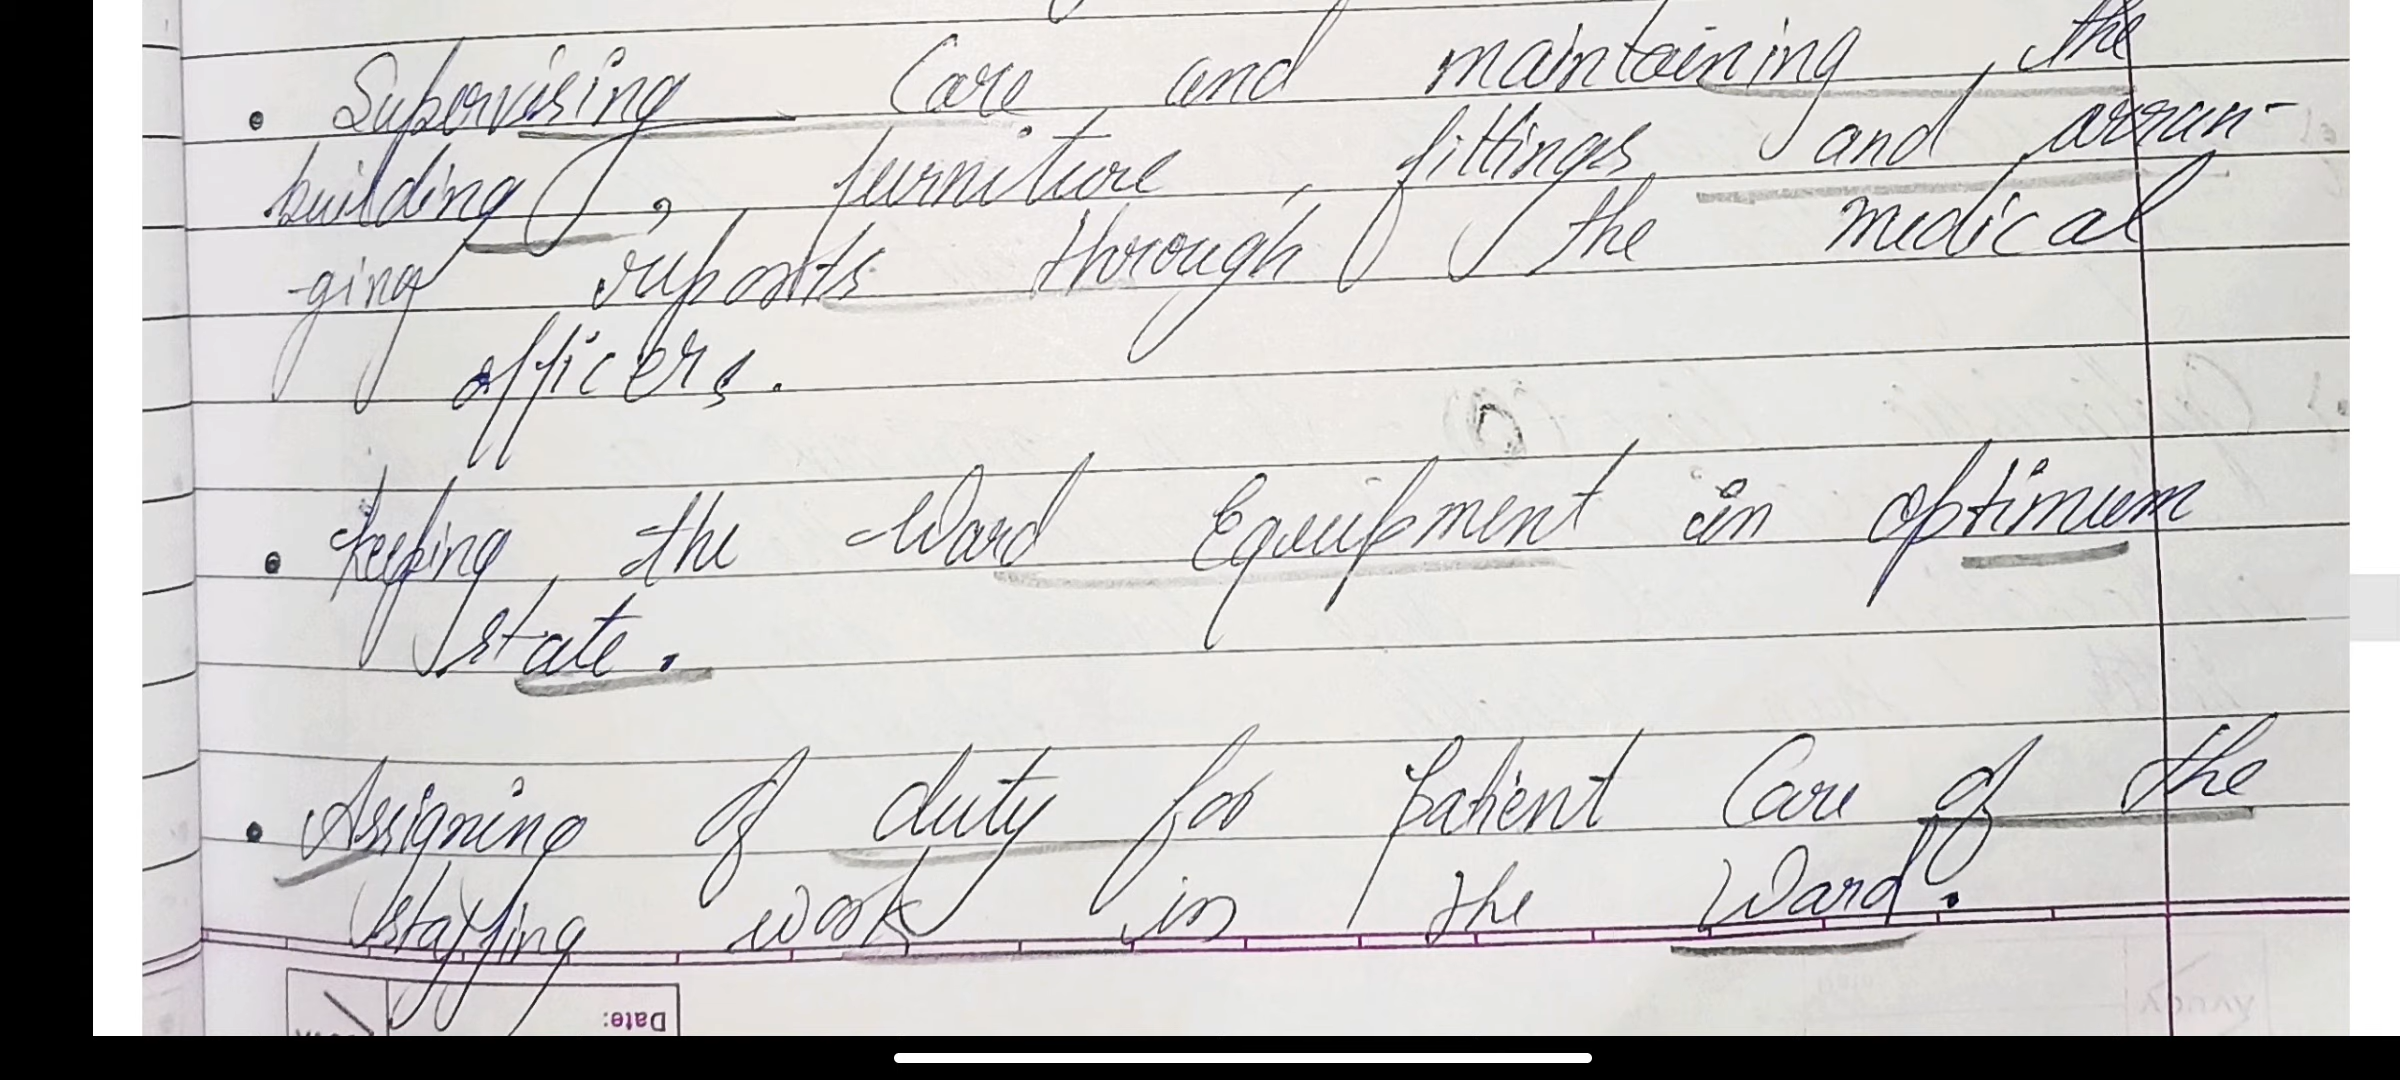 • Supervising Care and maintaining the
building, furniture, fittings and arran-
-ging reports through the medical
officers.
• keeping the Ward Equipment in optimum
state.
• Assigning of duty for patient Care of the
staffing work in the Ward.
Date: